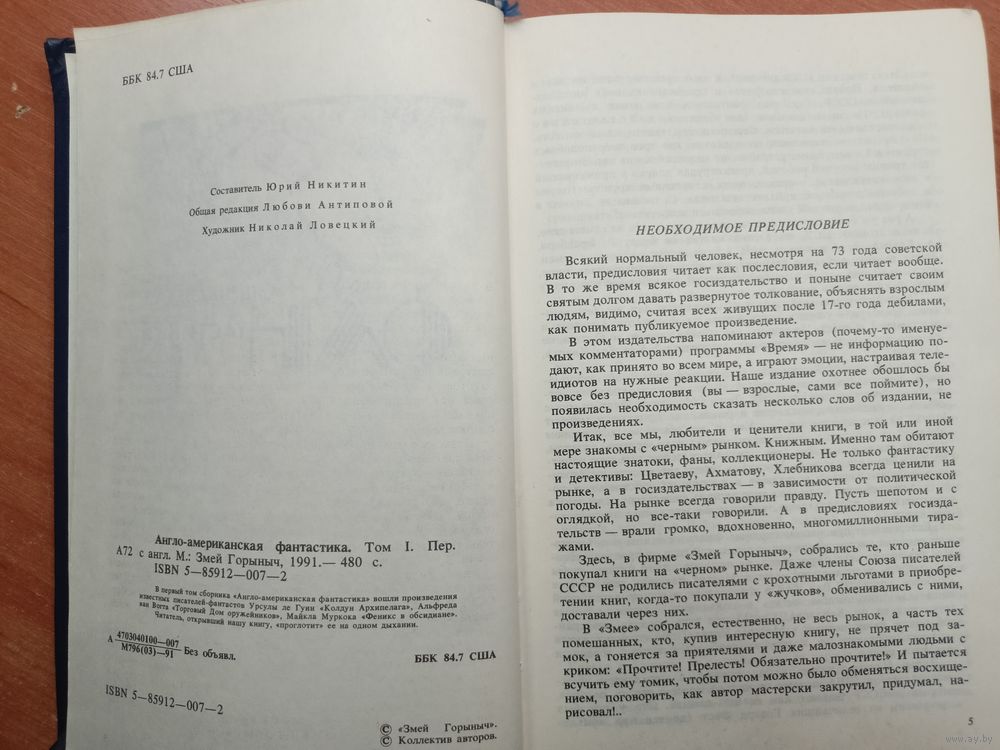 ББК 84.7 США
Составитель Юрий Никитин
Общая редакция Любови Антиповой
Художник Николай Ловецкий
Англо-американская фантастика. Том I. Пер.
А72 с англ. М.: Змей Горыныч, 1991.— 480 с.
ISBN 5—85912—007—2
В первый том сборника «Англо-американская фантастика» вошли произведения
известных писателей-фантастов Урсулы ле Гуин «Колдун Архипелага», Альфреда
ван Вогта «Торговый Дом оружейников», Майкла Муркока «Феникс в обсидиане».
Читатель, открывший нашу книгу, «проглотит» ее на одном дыхании.
А 4703040100—007
М796(03)—91 Без объявл.
ББК 84.7 США
ISBN 5—85912—007—2
© «Змей Горыныч».
© Коллектив авторов.
НЕОБХОДИМОЕ ПРЕДИСЛОВИЕ
Всякий нормальный человек, несмотря на 73 года советской
власти, предисловия читает как послесловия, если читает вообще.
В то же время всякое госиздательство и поныне считает своим
святым долгом давать развернутое толкование, объяснять взрослым
людям, видимо, считая всех живущих после 17-го года дебилами,
как понимать публикуемое произведение.
В этом издательства напоминают актеров (почему-то именуе-
мых комментаторами) программы «Время» — не информацию по-
дают, как принято во всем мире, а играют эмоции, настраивая теле-
идиотов на нужные реакции. Наше издание охотнее обошлось бы
вовсе без предисловия (вы — взрослые, сами все поймите), но
появилась необходимость сказать несколько слов об издании, не
произведениях.
Итак, все мы, любители и ценители книги, в той или иной
мере знакомы с «черным» рынком. Книжным. Именно там обитают
настоящие знатоки, фаны, коллекционеры. Не только фантастику
и детективы: Цветаеву, Ахматову, Хлебникова всегда ценили на
рынке, а в госиздательствах — в зависимости от политической
погоды. На рынке всегда говорили правду. Пусть шепотом и с
оглядкой, но все-таки говорили. А в предисловиях госизда-
тельств — врали громко, вдохновенно, многомиллионными тира-
жами.
Здесь, в фирме «Змей Горыныч», собрались те, кто раньше
покупал книги на «черном» рынке. Даже члены Союза писателей
СССР не родились писателями с крохотными льготами в приобре-
тении книг, когда-то покупали у «жучков», обменивались с ними,
доставали через них.
В «Змее» собрался, естественно, не весь рынок, а часть тех
помешанных, кто, купив интересную книгу, не прячет под за-
мок, а гоняется за приятелями и даже малознакомыми людьми с
криком: «Прочтите! Прелесть! Обязательно прочтите!» И пытается
всучить ему томик, чтобы потом можно было обменяться восхище-
нием, поговорить, как автор мастерски закрутил, придумал, на-
рисовал!..
5
www.ay.by